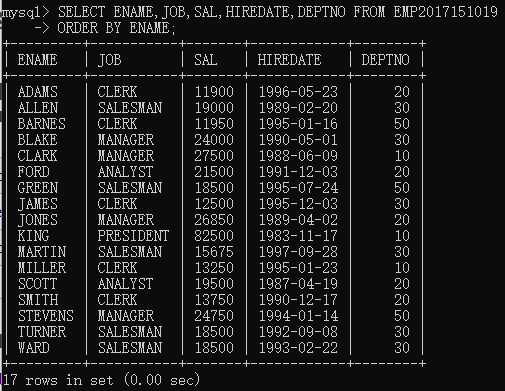 mysql> SELECT ENAME,JOB,SAL,HIREDATE,DEPTNO FROM EMP2017151019
    -> ORDER BY ENAME;
+----------+-----------+-------+------------+--------+
| ENAME    | JOB       | SAL   | HIREDATE   | DEPTNO |
+----------+-----------+-------+------------+--------+
| ADAMS    | CLERK     | 11900 | 1996-05-23 |     20 |
| ALLEN    | SALESMAN  | 19000 | 1989-02-20 |     30 |
| BARNES   | CLERK     | 11950 | 1995-01-16 |     50 |
| BLAKE    | MANAGER   | 24000 | 1990-05-01 |     30 |
| CLARK    | MANAGER   | 27500 | 1988-06-09 |     10 |
| FORD     | ANALYST   | 21500 | 1991-12-03 |     20 |
| GREEN    | SALESMAN  | 18500 | 1995-07-24 |     50 |
| JAMES    | CLERK     | 12500 | 1995-12-03 |     30 |
| JONES    | MANAGER   | 26850 | 1989-04-02 |     20 |
| KING     | PRESIDENT | 82500 | 1983-11-17 |     10 |
| MARTIN   | SALESMAN  | 15675 | 1997-09-28 |     30 |
| MILLER   | CLERK     | 13250 | 1995-01-23 |     10 |
| SCOTT    | ANALYST   | 19500 | 1987-04-19 |     20 |
| SMITH    | CLERK     | 13750 | 1990-12-17 |     20 |
| STEVENS  | MANAGER   | 24750 | 1994-01-14 |     50 |
| TURNER   | SALESMAN  | 18500 | 1992-09-08 |     30 |
| WARD     | SALESMAN  | 18500 | 1993-02-22 |     30 |
+----------+-----------+-------+------------+--------+
17 rows in set (0.00 sec)